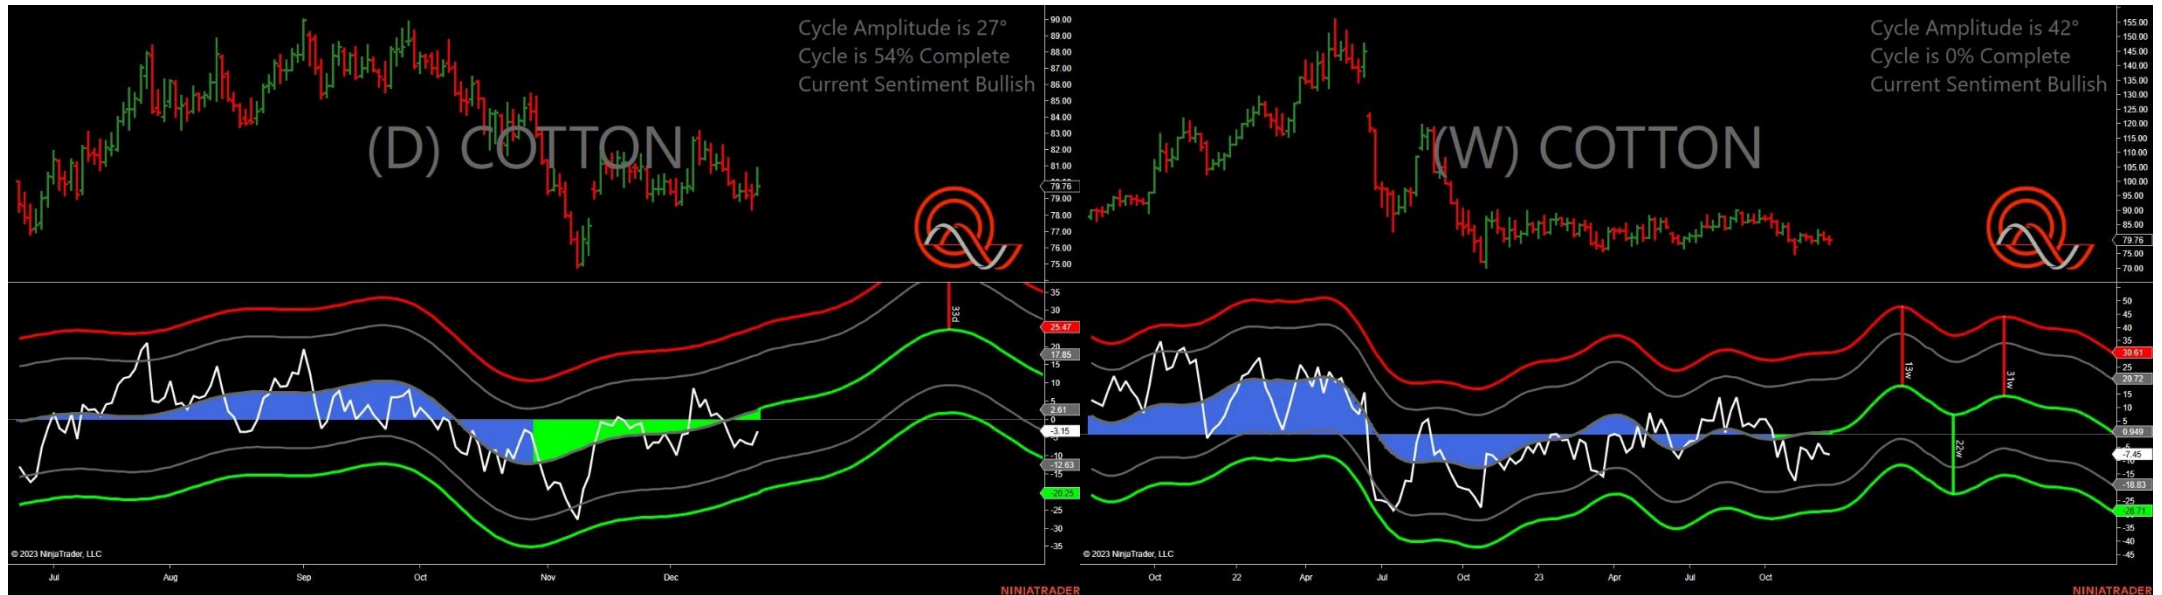 Cycle Amplitude is 27°
Cycle is 54% Complete
Current Sentiment Bullish
(D) COTTON
90.00
89.00
88.00
87.00
86.00
85.00
84.00
83.00
82.00
81.00
79.76
79.00
78.00
77.00
76.00
75.00
33d
35
30
25.47
20
17.85
15
10
5
2.61
0
-3.15
-10
-12.63
-15
-20.25
-25
-30
-35
© 2023 NinjaTrader, LLC
Jul
Aug
Sep
Oct
Nov
Dec
NINJATRADER
Cycle Amplitude is 42°
Cycle is 0% Complete
Current Sentiment Bullish
(W) COTTON
155.00
150.00
145.00
140.00
135.00
130.00
125.00
120.00
115.00
110.00
105.00
100.00
95.00
90.00
85.00
79.76
75.00
70.00
13w
31w
22w
50
45
40
35
30.61
25
20.72
15
10
5
0.949
-7.45
-15
-18.83
-25
-28.71
-35
-40
-45
© 2023 NinjaTrader, LLC
Oct
22
Apr
Jul
Oct
23
Apr
Jul
Oct
NINJATRADER